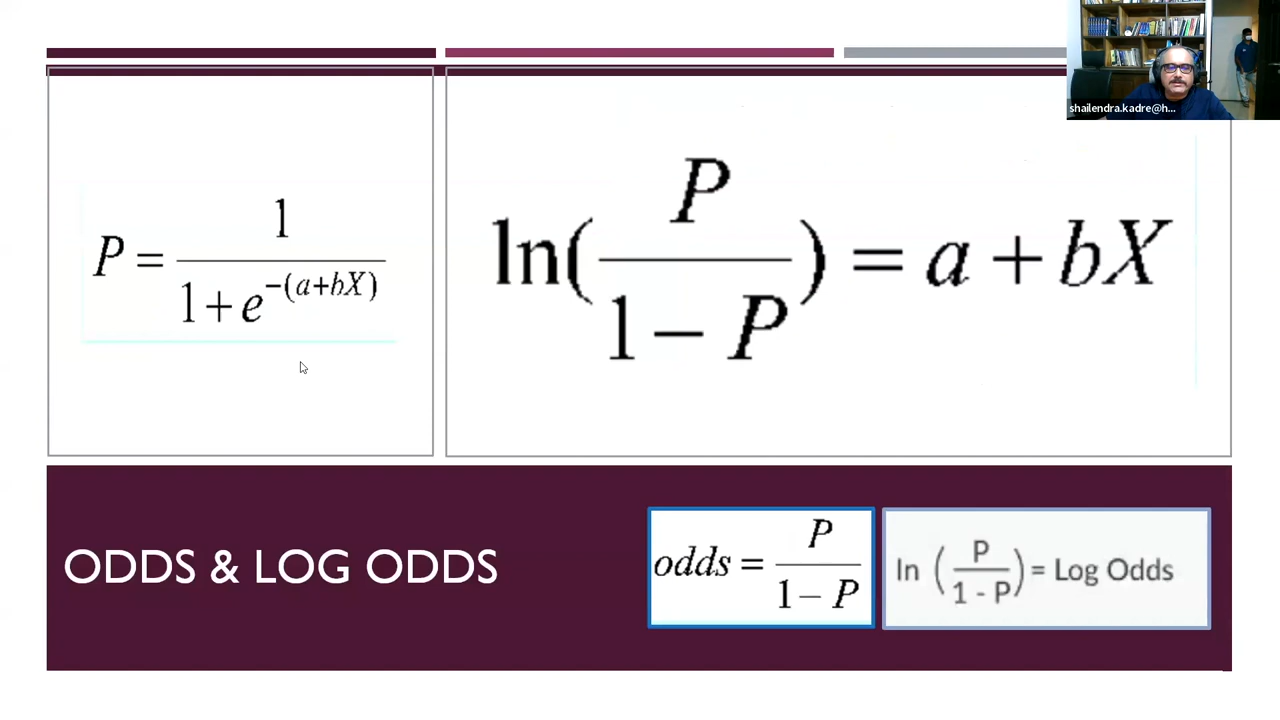 shailendra.kadre@h...
P = 1 / (1 + e^-(a+bX))
ln(P / (1 − P)) = a + bX
ODDS & LOG ODDS
odds = P / (1 − P)
ln (P / (1 - P)) = Log Odds